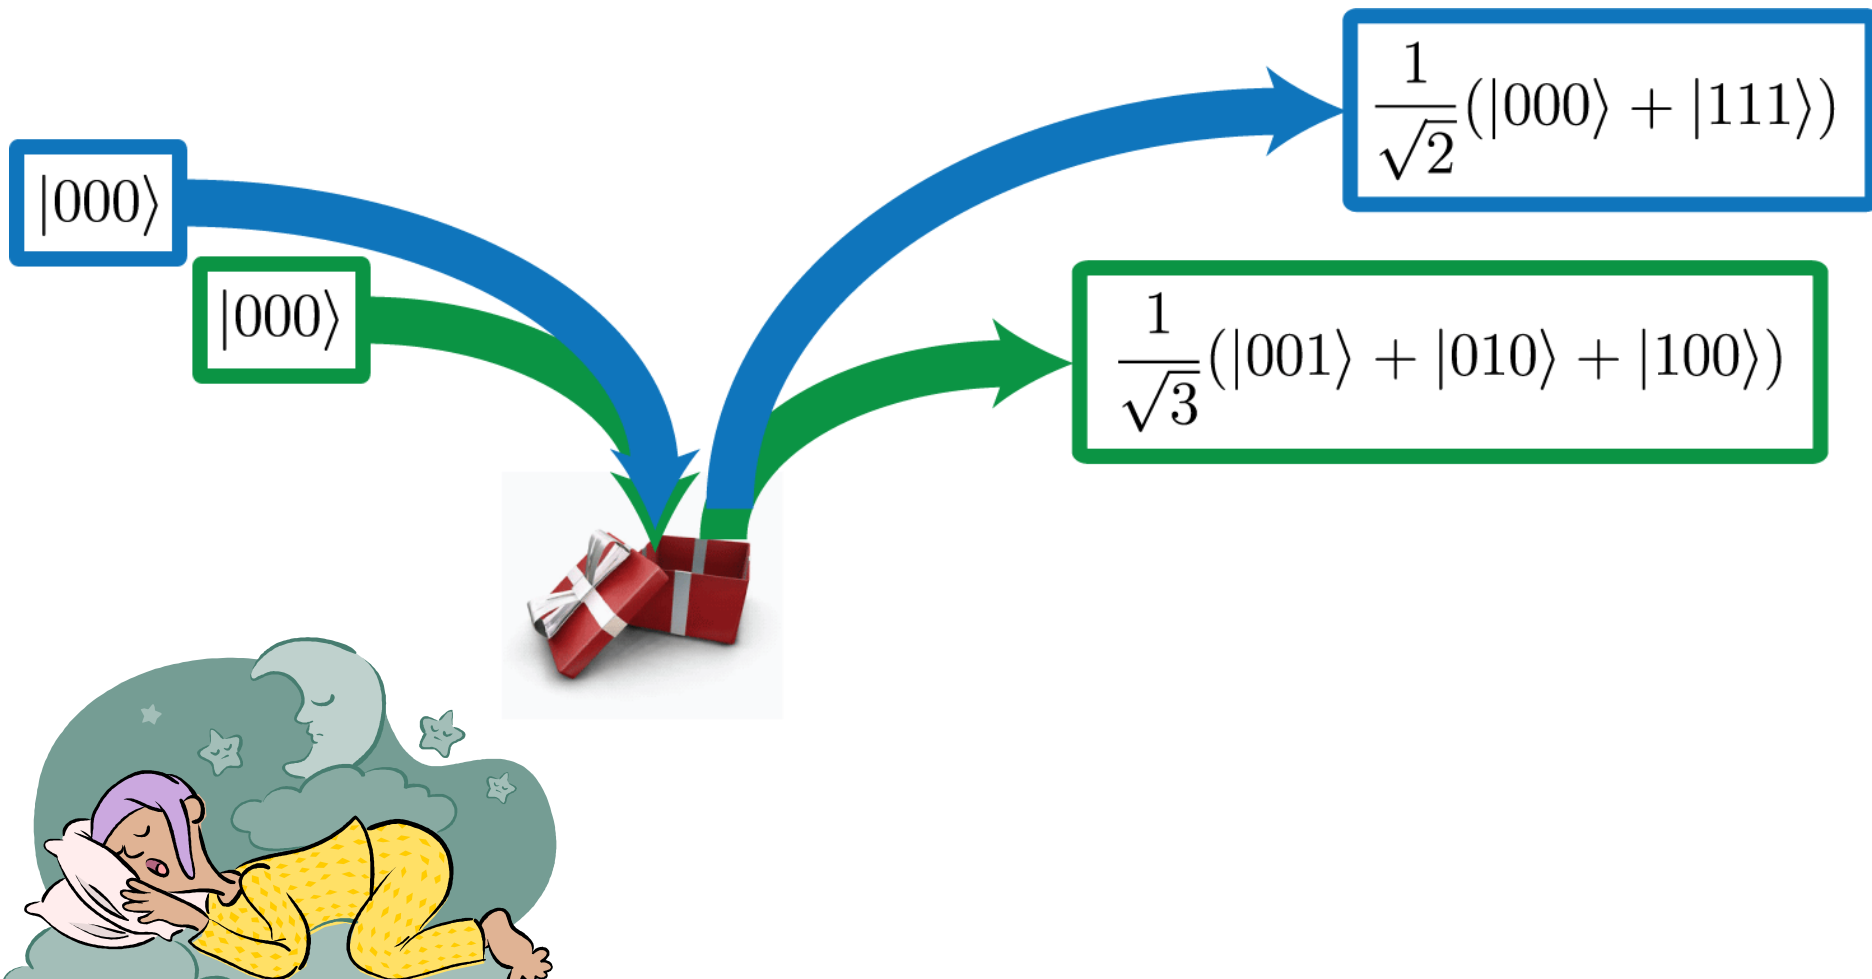 |000⟩
|000⟩
1/√2(|000⟩ + |111⟩)
1/√3(|001⟩ + |010⟩ + |100⟩)